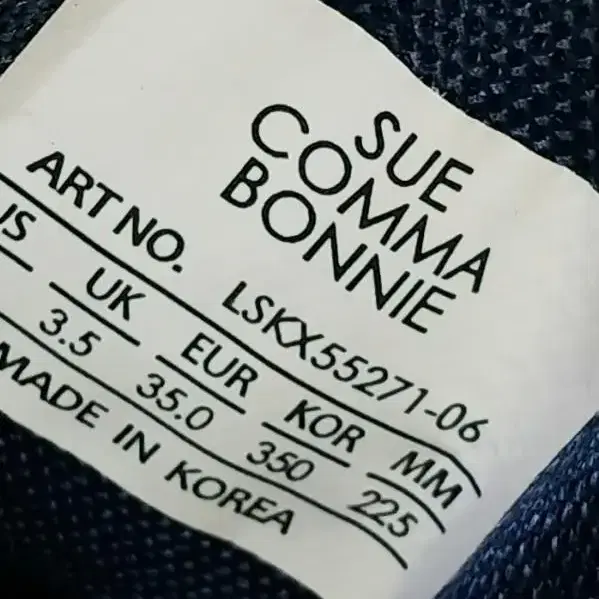 SUE
COMMA
BONNIE
ART NO. LSKX55271-06
UK EUR KOR MM
3.5 35.0 350 225
MADE IN KOREA